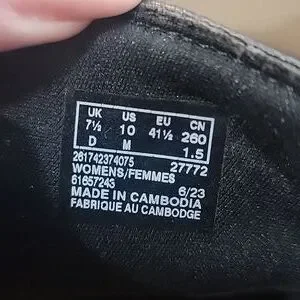 UK US EU CN
7½ 10 41½ 260
D M 1.5
261742374075 27772
WOMENS/FEMMES
61657243 6/23
MADE IN CAMBODIA
FABRIQUE AU CAMBODGE